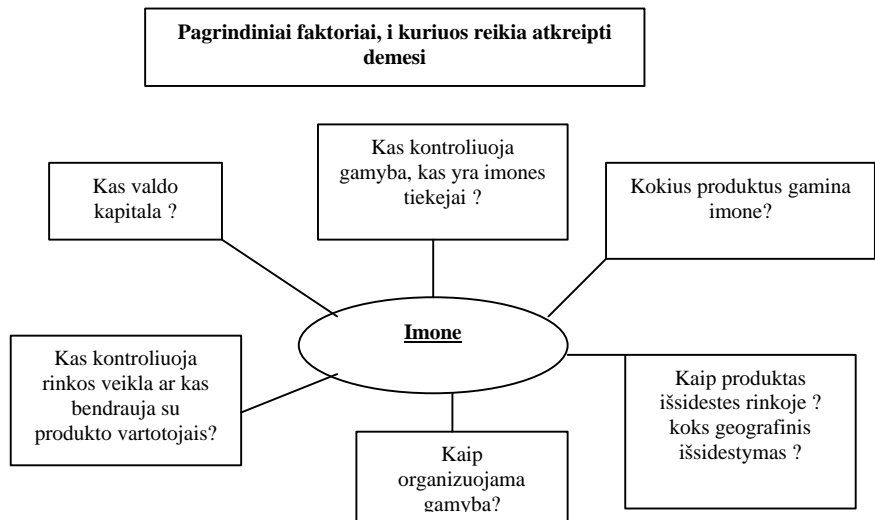 Pagrindiniai faktoriai, i kuriuos reikia atkreipti
demesi
Kas kontroliuoja
gamyba, kas yra imones
tiekejai ?
Kas valdo
kapitala ?
Kokius produktus gamina
imone?
Imone
Kas kontroliuoja
rinkos veikla ar kas
bendrauja su
produkto vartotojais?
Kaip produktas
išsidestes rinkoje ?
koks geografinis
išsidestymas ?
Kaip
organizuojama
gamyba?